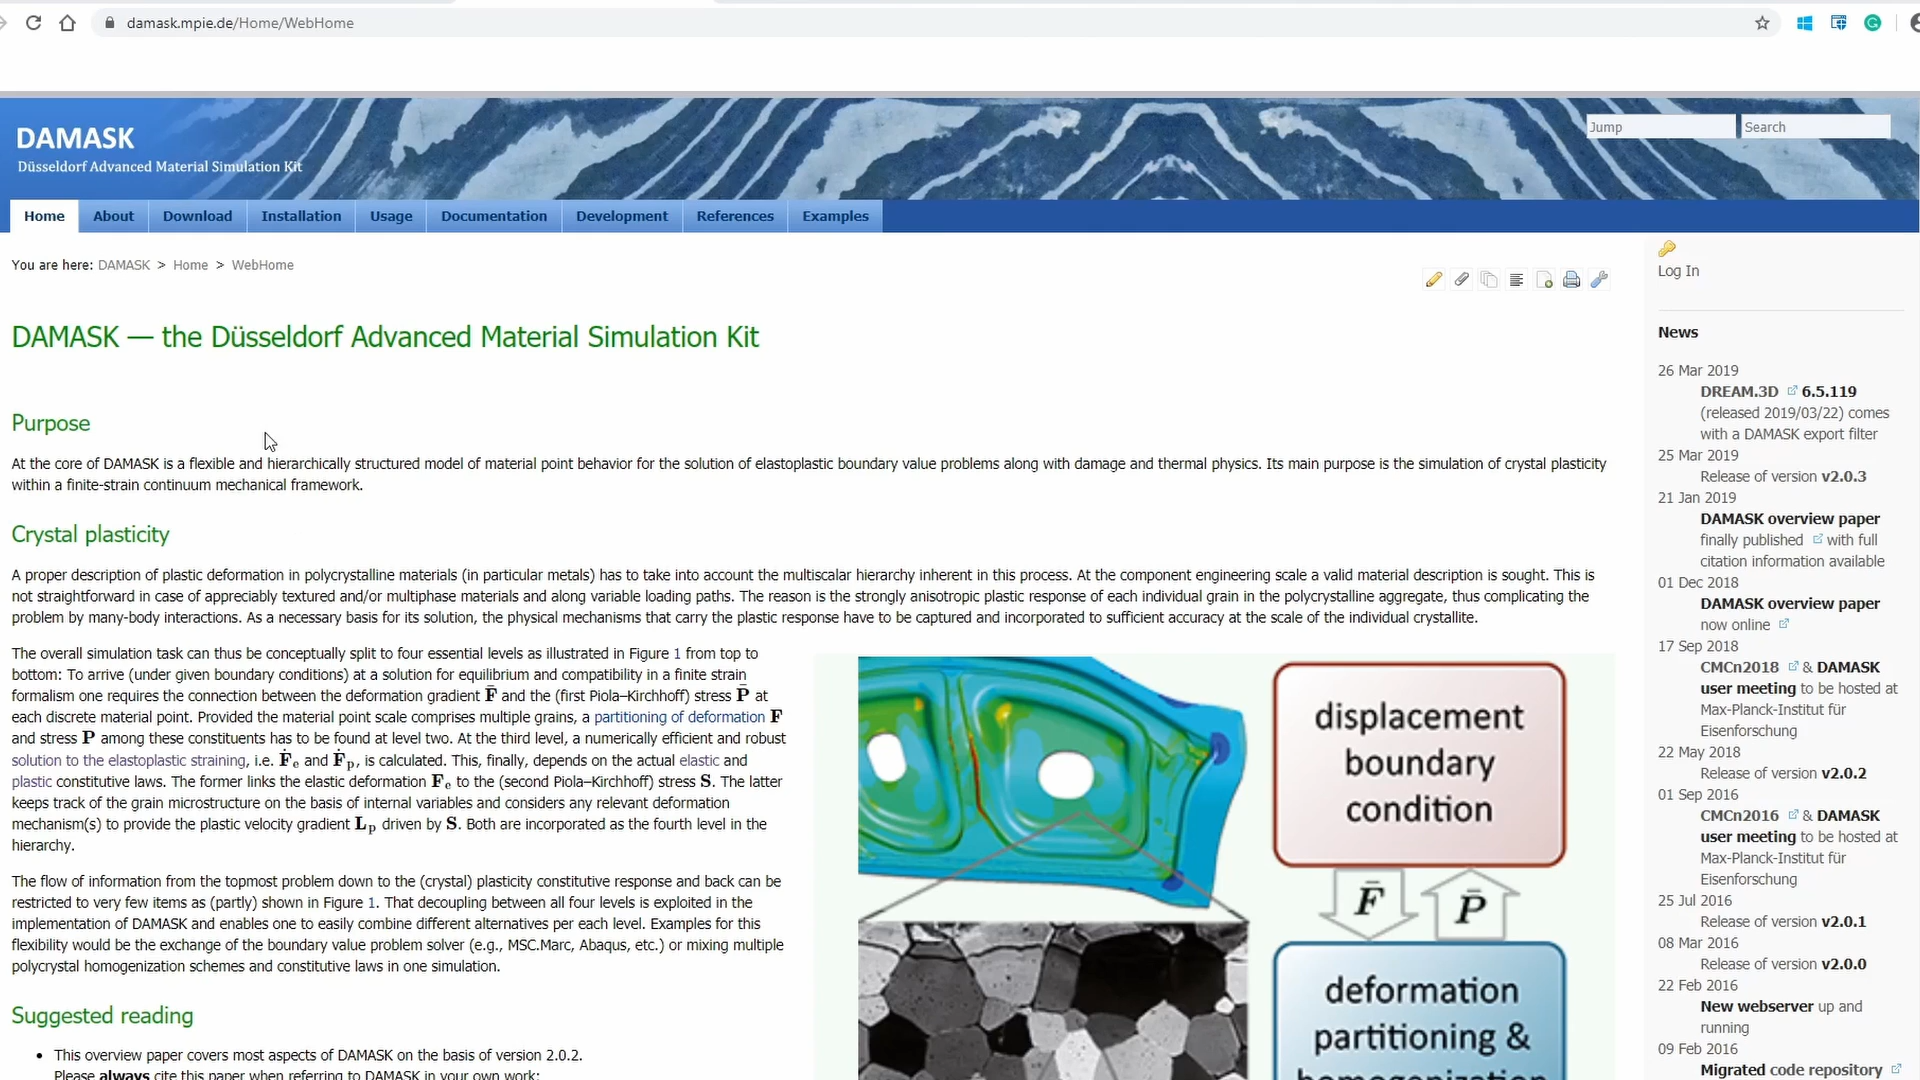 damask.mpie.de/Home/WebHome
DAMASK
Düsseldorf Advanced Material Simulation Kit
Jump
Search
Home
About
Download
Installation
Usage
Documentation
Development
References
Examples
You are here: DAMASK > Home > WebHome
DAMASK — the Düsseldorf Advanced Material Simulation Kit
Purpose
At the core of DAMASK is a flexible and hierarchically structured model of material point behavior for the solution of elastoplastic boundary value problems along with damage and thermal physics. Its main purpose is the simulation of crystal plasticity
within a finite-strain continuum mechanical framework.
Crystal plasticity
A proper description of plastic deformation in polycrystalline materials (in particular metals) has to take into account the multiscalar hierarchy inherent in this process. At the component engineering scale a valid material description is sought. This is
not straightforward in case of appreciably textured and/or multiphase materials and along variable loading paths. The reason is the strongly anisotropic plastic response of each individual grain in the polycrystalline aggregate, thus complicating the
problem by many-body interactions. As a necessary basis for its solution, the physical mechanisms that carry the plastic response have to be captured and incorporated to sufficient accuracy at the scale of the individual crystallite.
The overall simulation task can thus be conceptually split to four essential levels as illustrated in Figure 1 from top to
bottom: To arrive (under given boundary conditions) at a solution for equilibrium and compatibility in a finite strain
formalism one requires the connection between the deformation gradient F̄ and the (first Piola–Kirchhoff) stress P̄ at
each discrete material point. Provided the material point scale comprises multiple grains, a partitioning of deformation F
and stress P among these constituents has to be found at level two. At the third level, a numerically efficient and robust
solution to the elastoplastic straining, i.e. Ḟe and Ḟp, is calculated. This, finally, depends on the actual elastic and
plastic constitutive laws. The former links the elastic deformation Fe to the (second Piola–Kirchhoff) stress S. The latter
keeps track of the grain microstructure on the basis of internal variables and considers any relevant deformation
mechanism(s) to provide the plastic velocity gradient Lp driven by S. Both are incorporated as the fourth level in the
hierarchy.
The flow of information from the topmost problem down to the (crystal) plasticity constitutive response and back can be
restricted to very few items as (partly) shown in Figure 1. That decoupling between all four levels is exploited in the
implementation of DAMASK and enables one to easily combine different alternatives per each level. Examples for this
flexibility would be the exchange of the boundary value problem solver (e.g., MSC.Marc, Abaqus, etc.) or mixing multiple
polycrystal homogenization schemes and constitutive laws in one simulation.
Suggested reading
• This overview paper covers most aspects of DAMASK on the basis of version 2.0.2.
Please always cite this paper when referring to DAMASK in your own work:
displacement
boundary
condition
F̄
P̄
deformation
partitioning &
homogenization
Log In
News
26 Mar 2019
DREAM.3D 6.5.119
(released 2019/03/22) comes
with a DAMASK export filter
25 Mar 2019
Release of version v2.0.3
21 Jan 2019
DAMASK overview paper
finally published with full
citation information available
01 Dec 2018
DAMASK overview paper
now online
17 Sep 2018
CMCn2018 & DAMASK
user meeting to be hosted at
Max-Planck-Institut für
Eisenforschung
22 May 2018
Release of version v2.0.2
01 Sep 2016
CMCn2016 & DAMASK
user meeting to be hosted at
Max-Planck-Institut für
Eisenforschung
25 Jul 2016
Release of version v2.0.1
08 Mar 2016
Release of version v2.0.0
22 Feb 2016
New webserver up and
running
09 Feb 2016
Migrated code repository